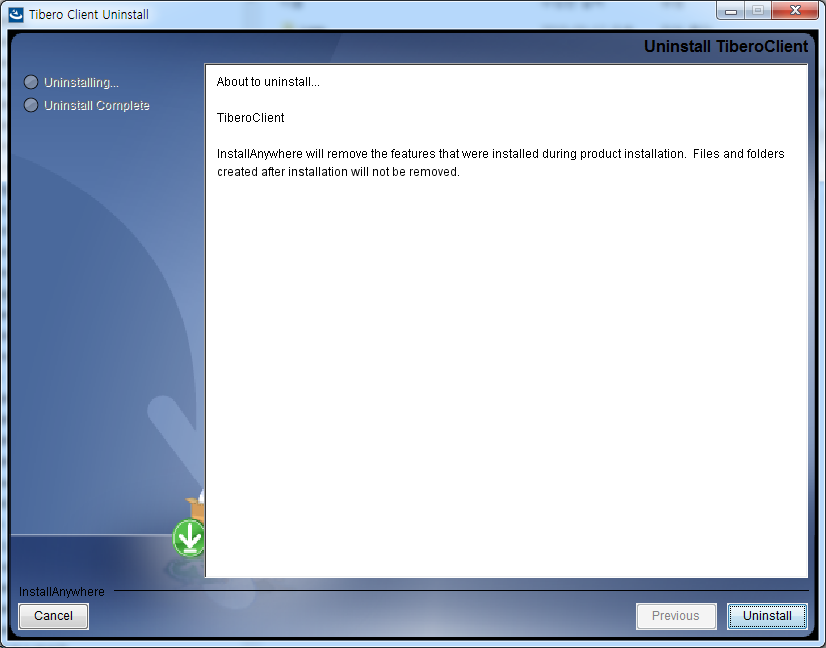 Tibero Client Uninstall
Uninstall TiberoClient
Uninstalling...
Uninstall Complete
About to uninstall...
TiberoClient
InstallAnywhere will remove the features that were installed during product installation.  Files and folders
created after installation will not be removed.
InstallAnywhere
Cancel
Previous
Uninstall